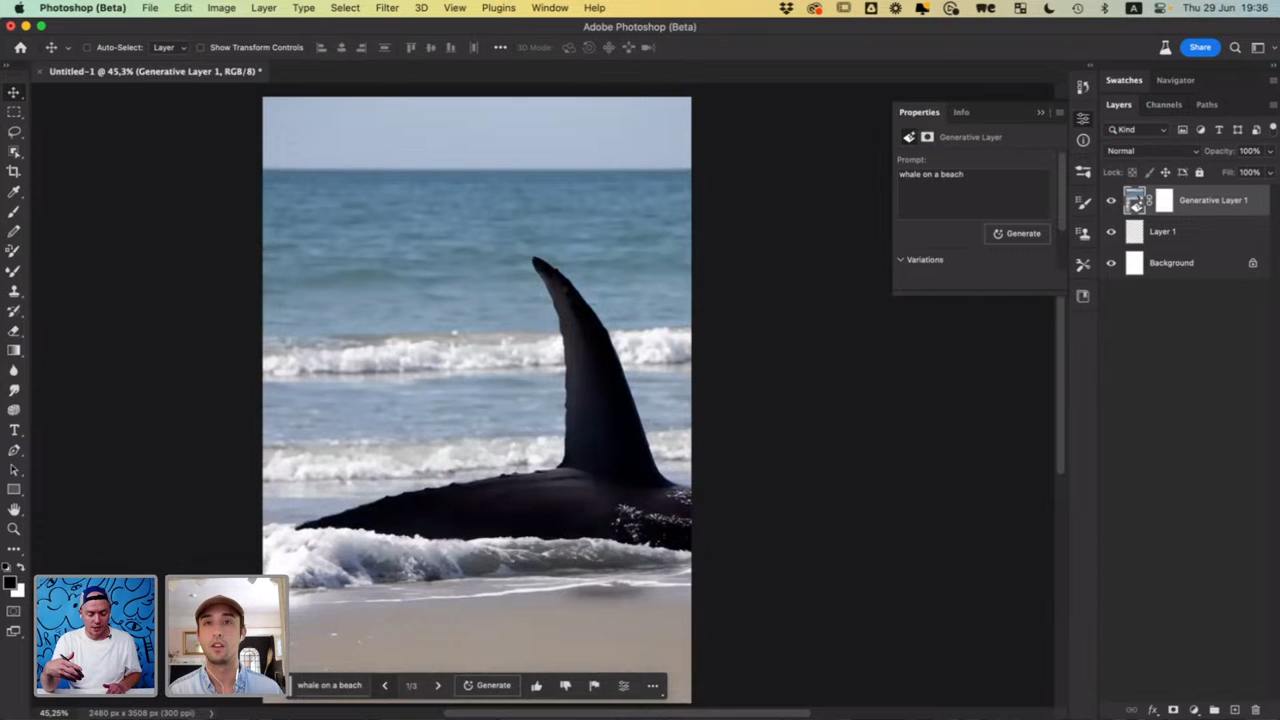 Photoshop (Beta) File Edit Image Layer Type Select Filter 3D View Plugins Window Help Thu 29 Jun 19:36
Adobe Photoshop (Beta)
Auto-Select: Layer Show Transform Controls 3D Mode: Share
Untitled-1 @ 45,3% (Generative Layer 1, RGB/8) *
Swatches Navigator
Layers Channels Paths
Properties Info
Kind
Generative Layer
Normal Opacity: 100%
Prompt:
Lock: Fill: 100%
whale on a beach
Generative Layer 1
Generate
Layer 1
Variations
Background
whale on a beach 1/3 Generate
45,25% 2480 px x 3508 px (300 ppi)